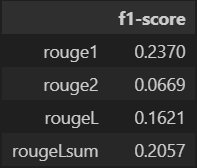 f1-score
rouge1 0.2370
rouge2 0.0669
rougeL 0.1621
rougeLsum 0.2057